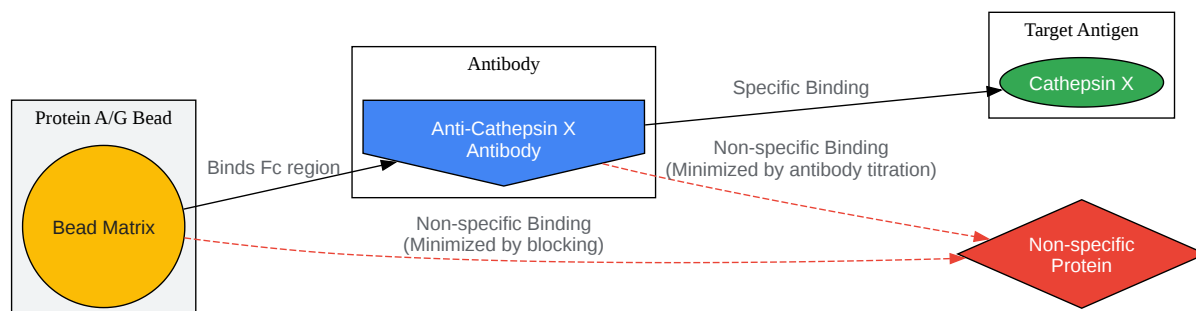 Protein A/G Bead
Bead Matrix
Binds Fc region
Antibody
Anti-Cathepsin X
Antibody
Specific Binding
Target Antigen
Cathepsin X
Non-specific Binding
(Minimized by antibody titration)
Non-specific Binding
(Minimized by blocking)
Non-specific
Protein